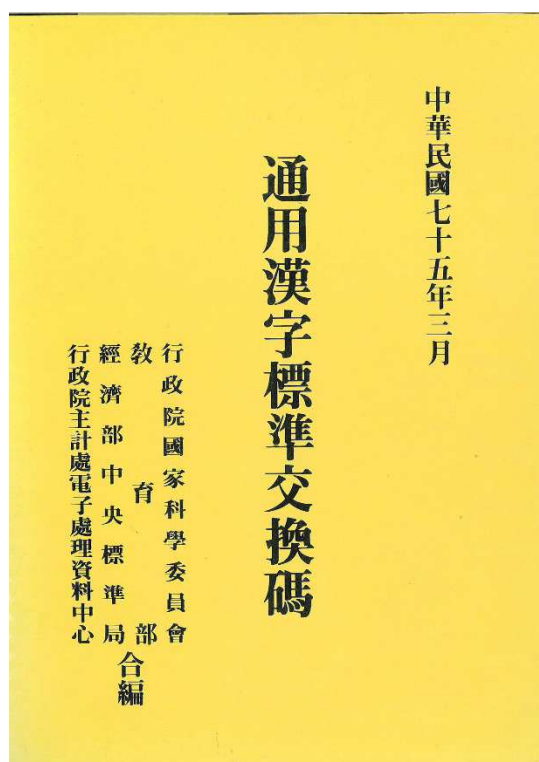 中華民國七十五年三月
通用漢字標準交換碼
行政院國家科學委員會
教育部
經濟部中央標準局
行政院主計處電子處理資料中心
合編